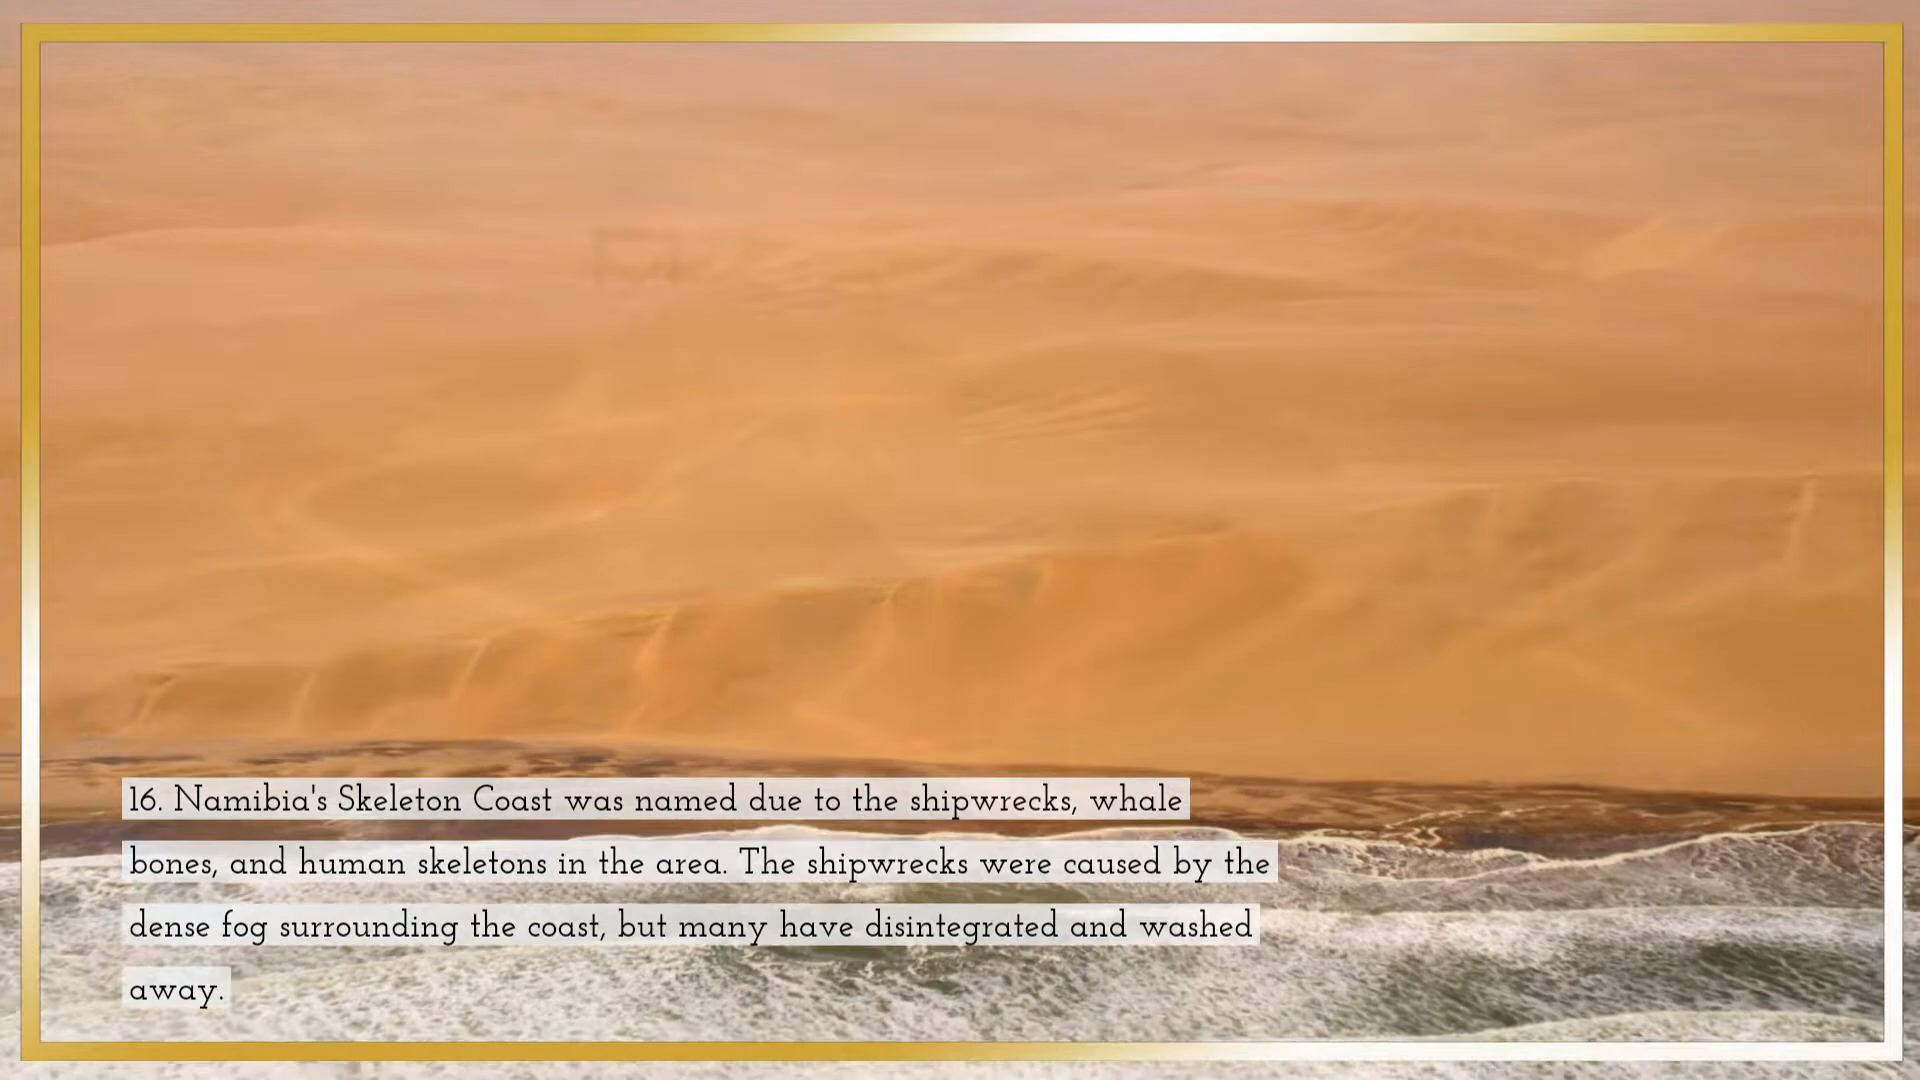 16. Namibia's Skeleton Coast was named due to the shipwrecks, whale
bones, and human skeletons in the area. The shipwrecks were caused by the
dense fog surrounding the coast, but many have disintegrated and washed
away.